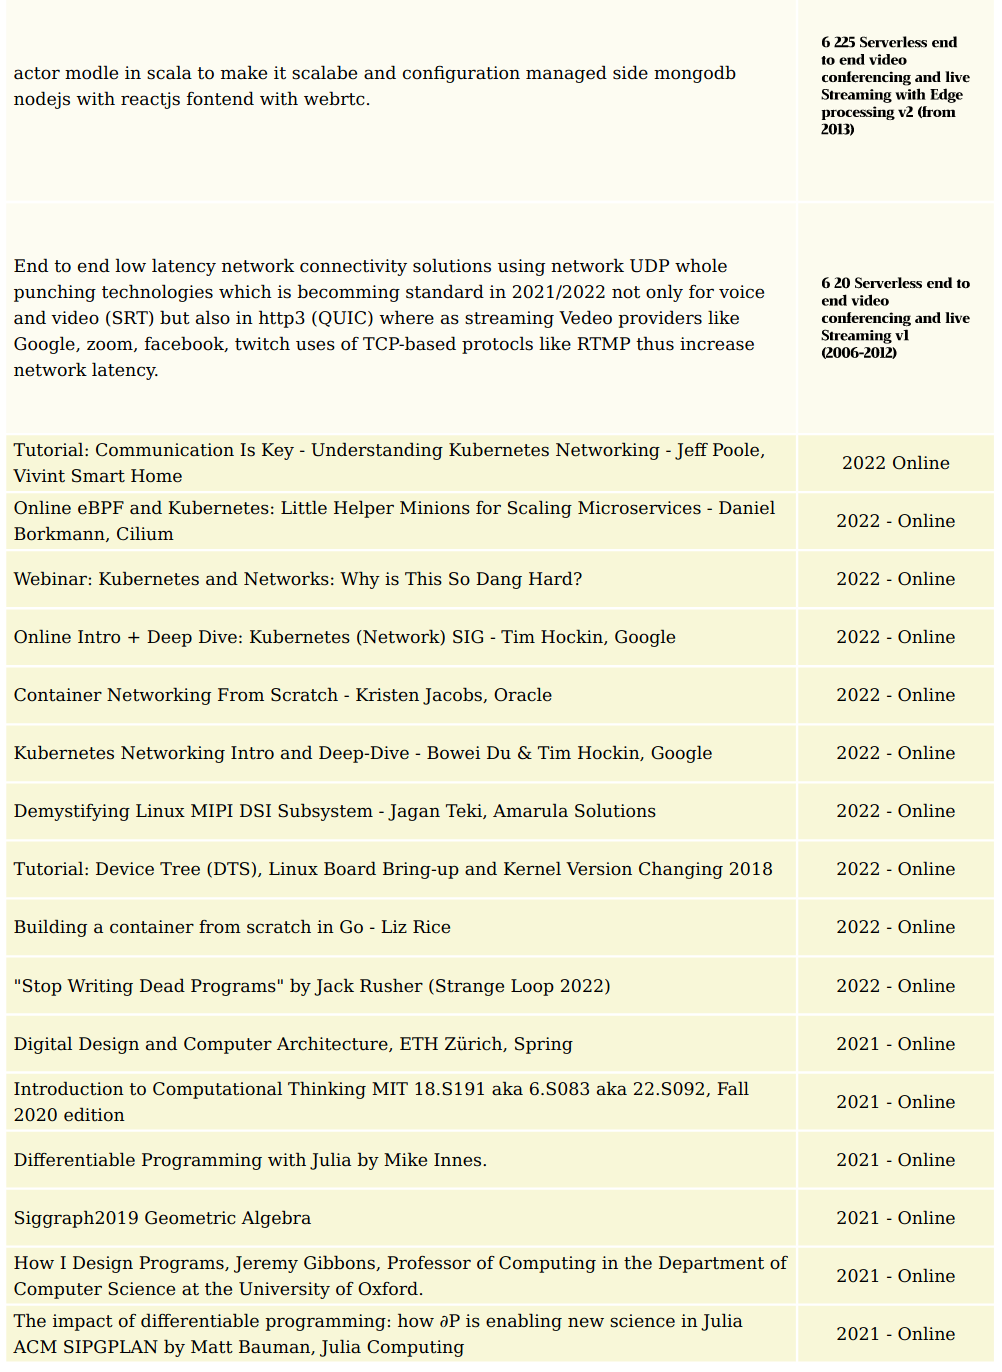 actor modle in scala to make it scalabe and configuration managed side mongodb
nodejs with reactjs fontend with webrtc.
6 225 Serverless end
to end video
conferencing and live
Streaming with Edge
processing v2 (from
2013)
End to end low latency network connectivity solutions using network UDP whole
punching technologies which is becomming standard in 2021/2022 not only for voice
and video (SRT) but also in http3 (QUIC) where as streaming Vedeo providers like
Google, zoom, facebook, twitch uses of TCP-based protocls like RTMP thus increase
network latency.
6 20 Serverless end to
end video
conferencing and live
Streaming v1
(2006-2012)
Tutorial: Communication Is Key - Understanding Kubernetes Networking - Jeff Poole,
Vivint Smart Home
2022 Online
Online eBPF and Kubernetes: Little Helper Minions for Scaling Microservices - Daniel
Borkmann, Cilium
2022 - Online
Webinar: Kubernetes and Networks: Why is This So Dang Hard?
2022 - Online
Online Intro + Deep Dive: Kubernetes (Network) SIG - Tim Hockin, Google
2022 - Online
Container Networking From Scratch - Kristen Jacobs, Oracle
2022 - Online
Kubernetes Networking Intro and Deep-Dive - Bowei Du & Tim Hockin, Google
2022 - Online
Demystifying Linux MIPI DSI Subsystem - Jagan Teki, Amarula Solutions
2022 - Online
Tutorial: Device Tree (DTS), Linux Board Bring-up and Kernel Version Changing 2018
2022 - Online
Building a container from scratch in Go - Liz Rice
2022 - Online
"Stop Writing Dead Programs" by Jack Rusher (Strange Loop 2022)
2022 - Online
Digital Design and Computer Architecture, ETH Zürich, Spring
2021 - Online
Introduction to Computational Thinking MIT 18.S191 aka 6.S083 aka 22.S092, Fall
2020 edition
2021 - Online
Differentiable Programming with Julia by Mike Innes.
2021 - Online
Siggraph2019 Geometric Algebra
2021 - Online
How I Design Programs, Jeremy Gibbons, Professor of Computing in the Department of
Computer Science at the University of Oxford.
2021 - Online
The impact of differentiable programming: how ∂P is enabling new science in Julia
ACM SIPGPLAN by Matt Bauman, Julia Computing
2021 - Online